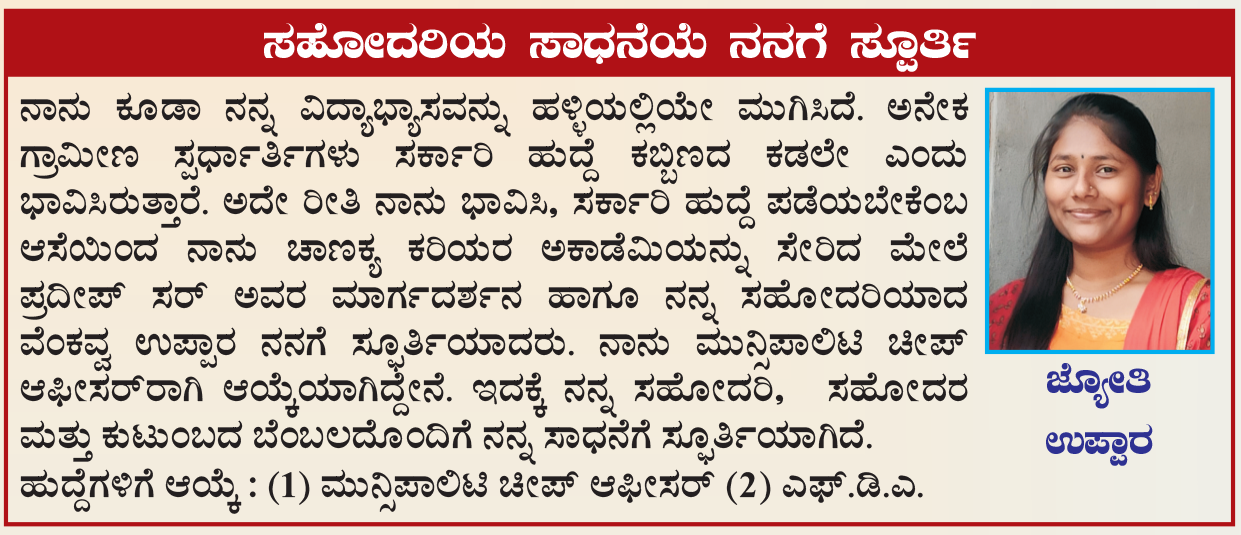 ಸಹೋದರಿಯ ಸಾಧನೆಯೆ ನನಗೆ ಸ್ಪೂರ್ತಿ
ನಾನು ಕೂಡಾ ನನ್ನ ವಿದ್ಯಾಭ್ಯಾಸವನ್ನು ಹಳ್ಳಿಯಲ್ಲಿಯೇ ಮುಗಿಸಿದೆ. ಅನೇಕ
ಗ್ರಾಮೀಣ ಸ್ಪರ್ಧಾರ್ತಿಗಳು ಸರ್ಕಾರಿ ಹುದ್ದೆ ಕಬ್ಬಿಣದ ಕಡಲೇ ಎಂದು
ಭಾವಿಸಿರುತ್ತಾರೆ. ಅದೇ ರೀತಿ ನಾನು ಭಾವಿಸಿ, ಸರ್ಕಾರಿ ಹುದ್ದೆ ಪಡೆಯಬೇಕೆಂಬ
ಆಸೆಯಿಂದ ನಾನು ಚಾಣಕ್ಯ ಕರಿಯರ ಅಕಾಡೆಮಿಯನ್ನು ಸೇರಿದ ಮೇಲೆ
ಪ್ರದೀಪ್ ಸರ್ ಅವರ ಮಾರ್ಗದರ್ಶನ ಹಾಗೂ ನನ್ನ ಸಹೋದರಿಯಾದ
ವೆಂಕವ್ವ ಉಪ್ಪಾರ ನನಗೆ ಸ್ಫೂರ್ತಿಯಾದರು. ನಾನು ಮುನ್ಸಿಪಾಲಿಟಿ ಚೀಪ್
ಆಫೀಸರ್‌ರಾಗಿ ಆಯ್ಕೆಯಾಗಿದ್ದೇನೆ. ಇದಕ್ಕೆ ನನ್ನ ಸಹೋದರಿ, ಸಹೋದರ
ಮತ್ತು ಕುಟುಂಬದ ಬೆಂಬಲದೊಂದಿಗೆ ನನ್ನ ಸಾಧನೆಗೆ ಸ್ಫೂರ್ತಿಯಾಗಿದೆ.
ಹುದ್ದೆಗಳಿಗೆ ಆಯ್ಕೆ : (1) ಮುನ್ಸಿಪಾಲಿಟಿ ಚೀಪ್ ಆಫೀಸರ್ (2) ಎಫ್.ಡಿ.ಎ.
ಜ್ಯೋತಿ
ಉಪ್ಪಾರ